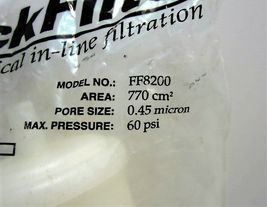 ical in-line filtration
MODEL NO.: FF8200
AREA: 770 cm²
PORE SIZE: 0.45 micron
MAX. PRESSURE: 60 psi